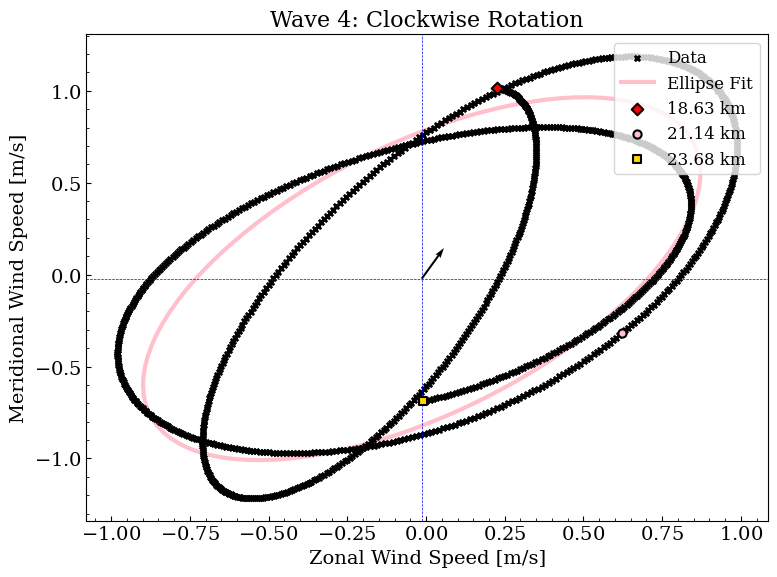 Wave 4: Clockwise Rotation
Data
Ellipse Fit
18.63 km
21.14 km
23.68 km
Meridional Wind Speed [m/s]
1.0
0.5
0.0
−0.5
−1.0
−1.00 −0.75 −0.50 −0.25 0.00 0.25 0.50 0.75 1.00
Zonal Wind Speed [m/s]